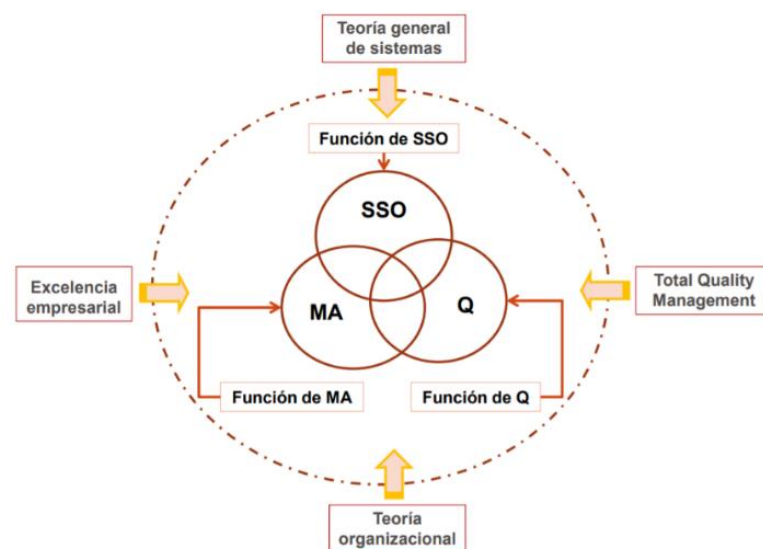 Teoría general
de sistemas
Función de SSO
SSO
Excelencia
empresarial
Total Quality
Management
MA
Q
Función de MA
Función de Q
Teoría
organizacional